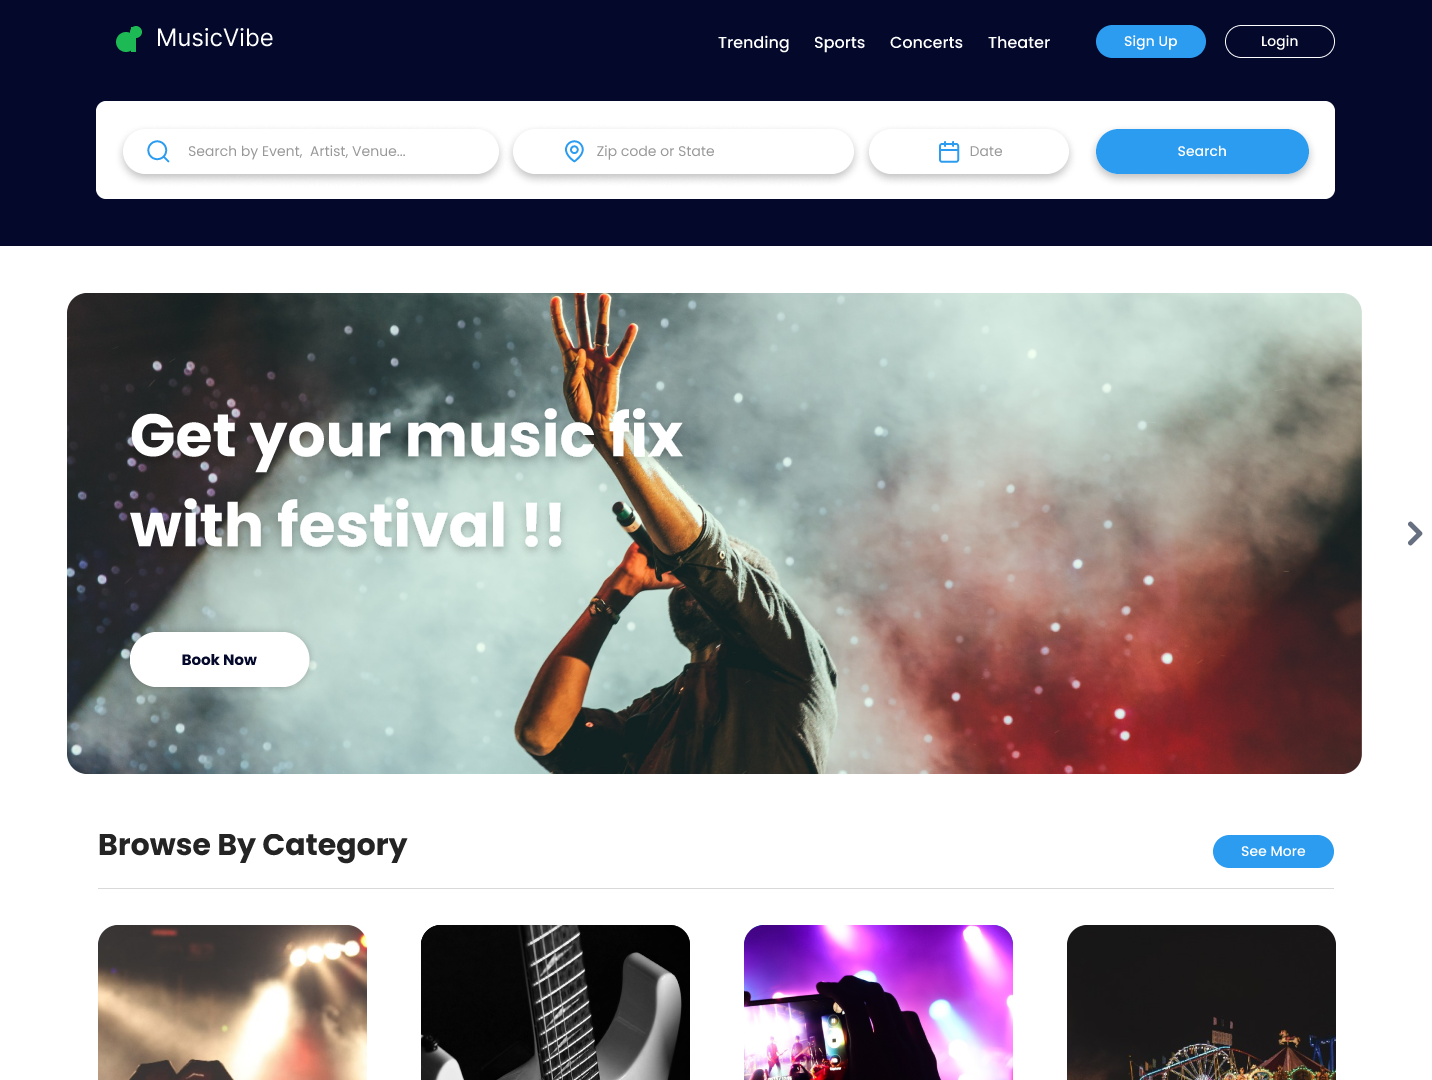 MusicVibe
Trending Sports Concerts Theater Sign Up Login
Search by Event,  Artist, Venue... Zip code or State Date Search
Get your music fix
with festival !!
Book Now
Browse By Category See More